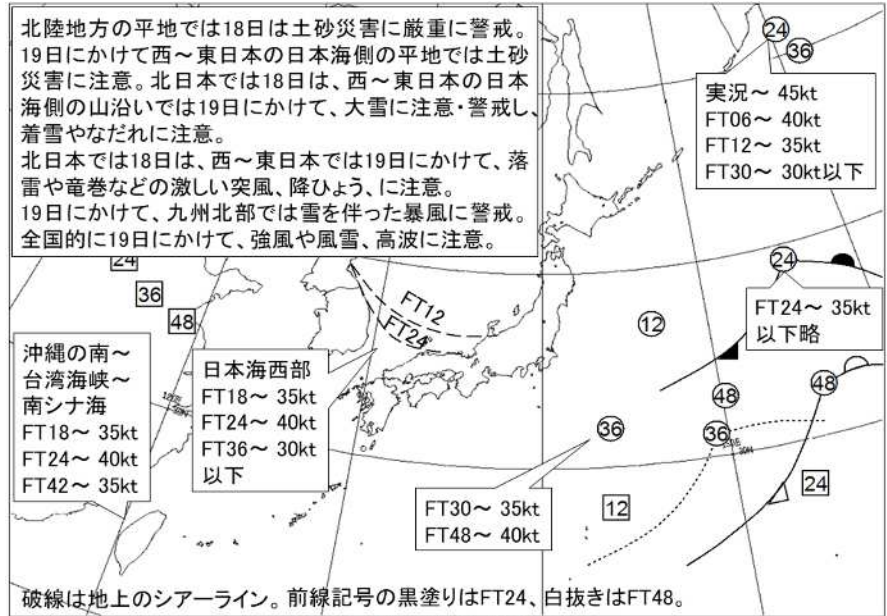 北陸地方の平地では18日は土砂災害に厳重に警戒。
19日にかけて西～東日本の日本海側の平地では土砂
災害に注意。北日本では18日は、西～東日本の日本
海側の山沿いでは19日にかけて、大雪に注意・警戒し、
着雪やなだれに注意。
北日本では18日は、西～東日本では19日にかけて、落
雷や竜巻などの激しい突風、降ひょう、に注意。
19日にかけて、九州北部では雪を伴った暴風に警戒。
全国的に19日にかけて、強風や風雪、高波に注意。
24
36
実況～ 45kt
FT06～ 40kt
FT12～ 35kt
FT30～ 30kt以下
24
36
48
24
FT24～ 35kt
以下略
FT12
FT24
12
沖縄の南～
台湾海峡～
南シナ海
FT18～ 35kt
FT24～ 40kt
FT42～ 35kt
日本海西部
FT18～ 35kt
FT24～ 40kt
FT36～ 30kt
以下
48
48
36
36
30N
24
12
FT30～ 35kt
FT48～ 40kt
破線は地上のシアーライン。前線記号の黒塗りはFT24、白抜きはFT48。